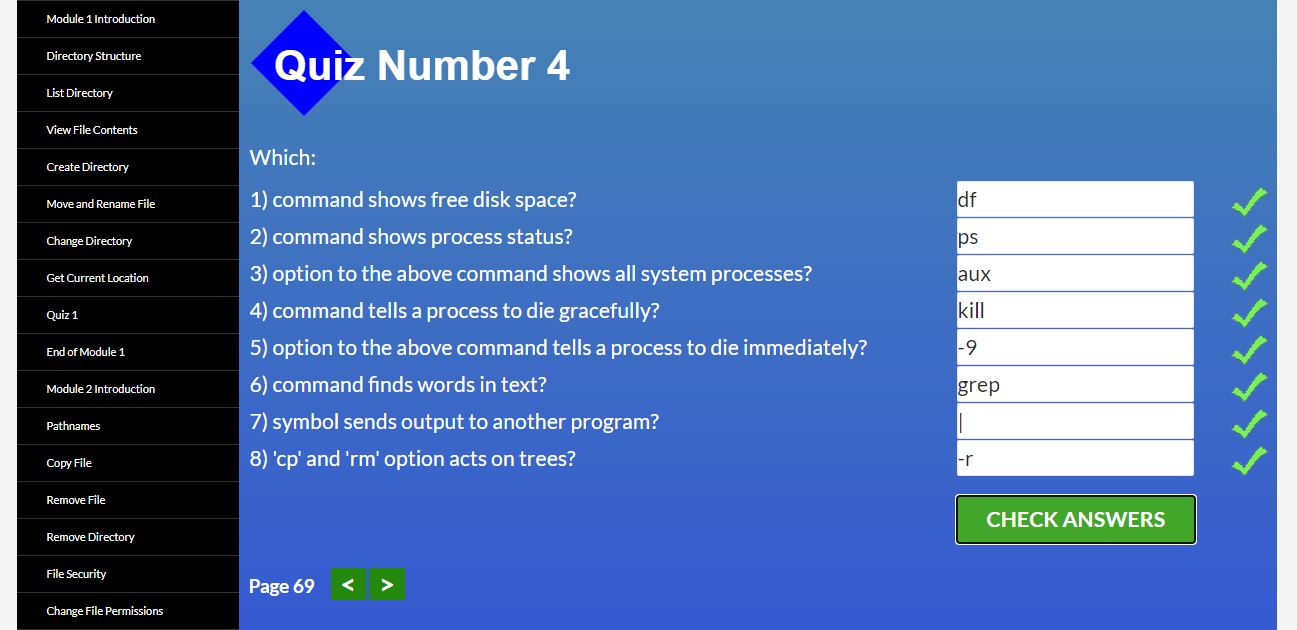 Module 1 Introduction
Directory Structure
List Directory
View File Contents
Create Directory
Move and Rename File
Change Directory
Get Current Location
Quiz 1
End of Module 1
Module 2 Introduction
Pathnames
Copy File
Remove File
Remove Directory
File Security
Change File Permissions
Quiz Number 4
Which:
1) command shows free disk space? df
2) command shows process status? ps
3) option to the above command shows all system processes? aux
4) command tells a process to die gracefully? kill
5) option to the above command tells a process to die immediately? -9
6) command finds words in text? grep
7) symbol sends output to another program? |
8) 'cp' and 'rm' option acts on trees? -r
CHECK ANSWERS
Page 69 < >